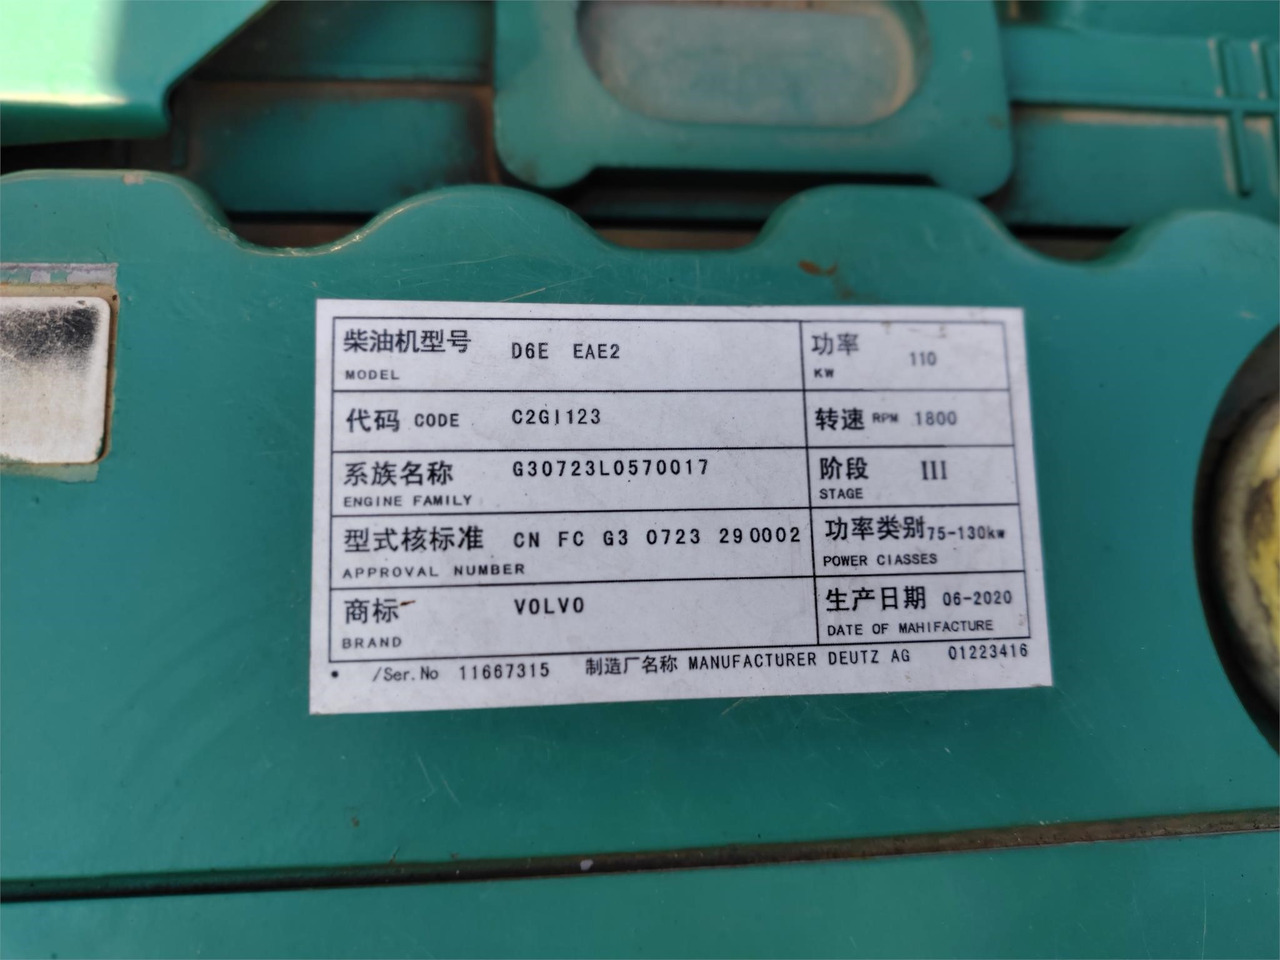 柴油机型号 D6E EAE2 功率 110
MODEL KW
代码 CODE C2GI123 转速 RPM 1800
系族名称 G30723L0570017 阶段 III
ENGINE FAMILY STAGE
型式核标准 CN FC G3 0723 290002 功率类别 75-130kw
APPROVAL NUMBER POWER CIASSES
商标 VOLVO 生产日期 06-2020
BRAND DATE OF MAHIFACTURE
/Ser.No 11667315 制造厂名称 MANUFACTURER DEUTZ AG 01223416